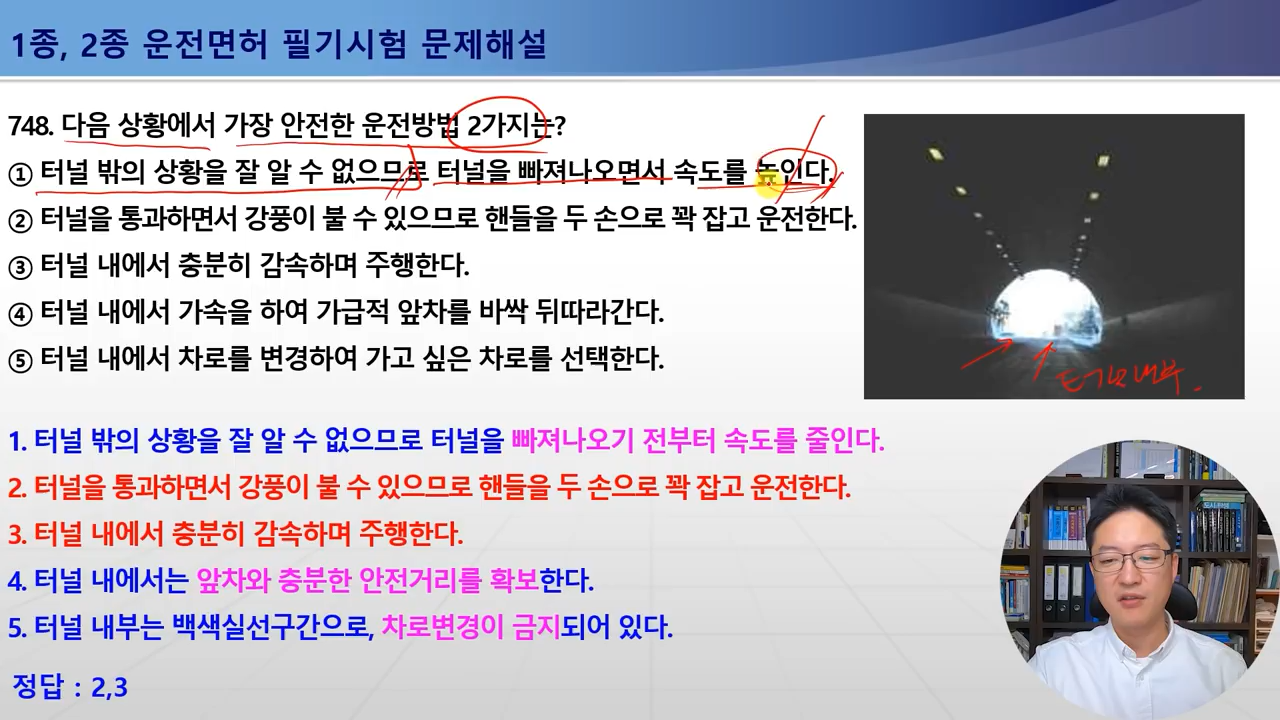 1종, 2종 운전면허 필기시험 문제해설
748. 다음 상황에서 가장 안전한 운전방법 2가지는?
① 터널 밖의 상황을 잘 알 수 없으므로 터널을 빠져나오면서 속도를 높인다.
② 터널을 통과하면서 강풍이 불 수 있으므로 핸들을 두 손으로 꽉 잡고 운전한다.
③ 터널 내에서 충분히 감속하며 주행한다.
④ 터널 내에서 가속을 하여 가급적 앞차를 바싹 뒤따라간다.
⑤ 터널 내에서 차로를 변경하여 가고 싶은 차로를 선택한다.
터널 내부.
1. 터널 밖의 상황을 잘 알 수 없으므로 터널을 빠져나오기 전부터 속도를 줄인다.
2. 터널을 통과하면서 강풍이 불 수 있으므로 핸들을 두 손으로 꽉 잡고 운전한다.
3. 터널 내에서 충분히 감속하며 주행한다.
4. 터널 내에서는 앞차와 충분한 안전거리를 확보한다.
5. 터널 내부는 백색실선구간으로, 차로변경이 금지되어 있다.
정답 : 2,3